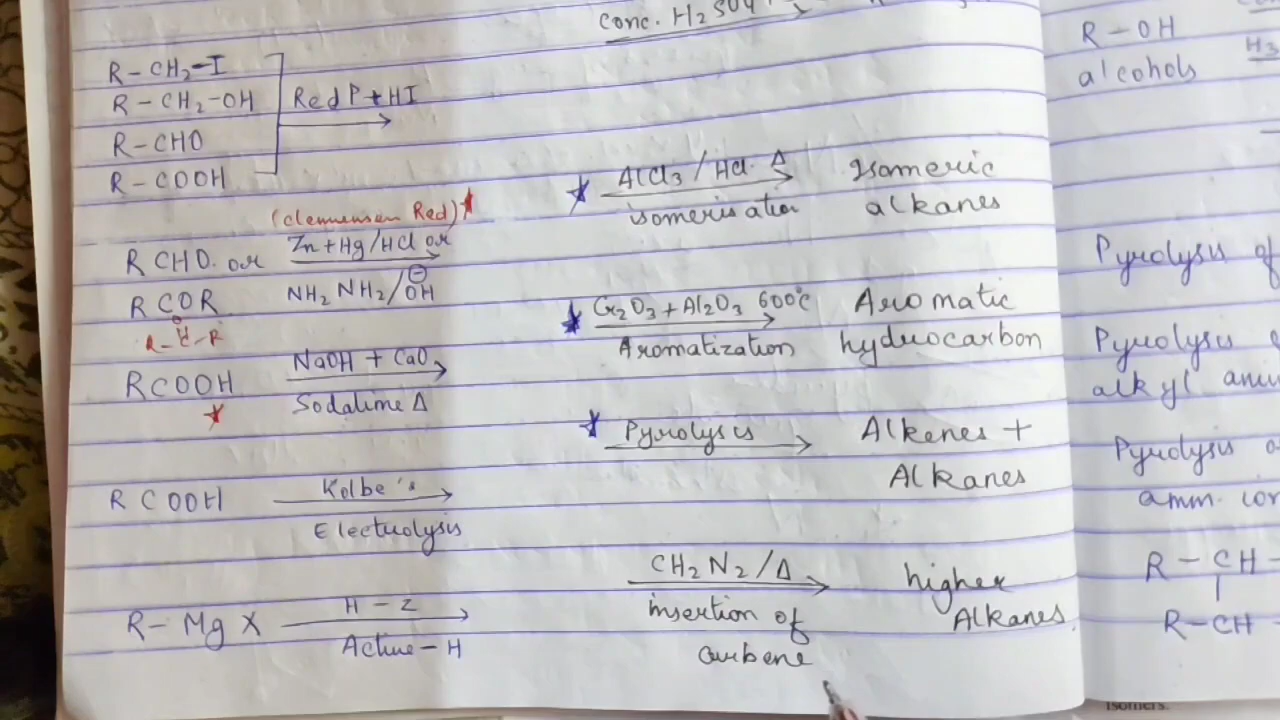 conc. H₂SO₄
R-CH₂-I
R-CH₂-OH
R-CHO
R-COOH
Red P + HI
(Clemmensen Red)
RCHO or
RCOR
Zn+Hg/HCl or
NH₂NH₂/OH⊖
O
R-C-R
RCOOH
NaOH + CaO
Sodalime Δ
RCOOH
Kolbe's
Electrolysis
R-MgX
H-Z
Active-H
AlCl₃/HCl Δ
isomerisation
Isomeric
alkanes
Cr₂O₃+Al₂O₃ 600°C
Aromatization
Aromatic
hydrocarbon
Pyrolysis
Alkenes +
Alkanes
CH₂N₂/Δ
insertion of
carbene
higher
Alkanes.
R-OH
alcohols
H₃
Pyrolysis of
Pyrolysis
alkyl
Pyrolysis
amm.
R-CH-
R-CH-
Isomers.